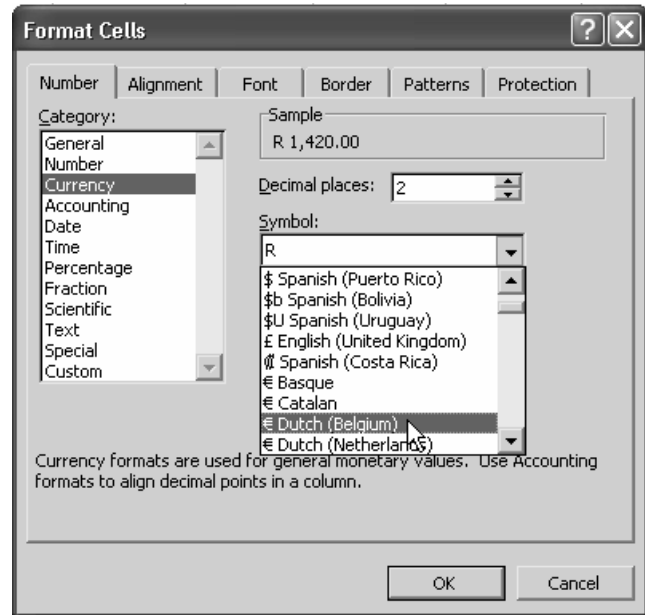 Format Cells
Number Alignment Font Border Patterns Protection
Category:
General
Number
Currency
Accounting
Date
Time
Percentage
Fraction
Scientific
Text
Special
Custom
Sample
R 1,420.00
Decimal places: 2
Symbol:
R
$ Spanish (Puerto Rico)
$b Spanish (Bolivia)
$U Spanish (Uruguay)
£ English (United Kingdom)
₡ Spanish (Costa Rica)
€ Basque
€ Catalan
€ Dutch (Belgium)
€ Dutch (Netherlands)
Currency formats are used for general monetary values. Use Accounting
formats to align decimal points in a column.
OK Cancel